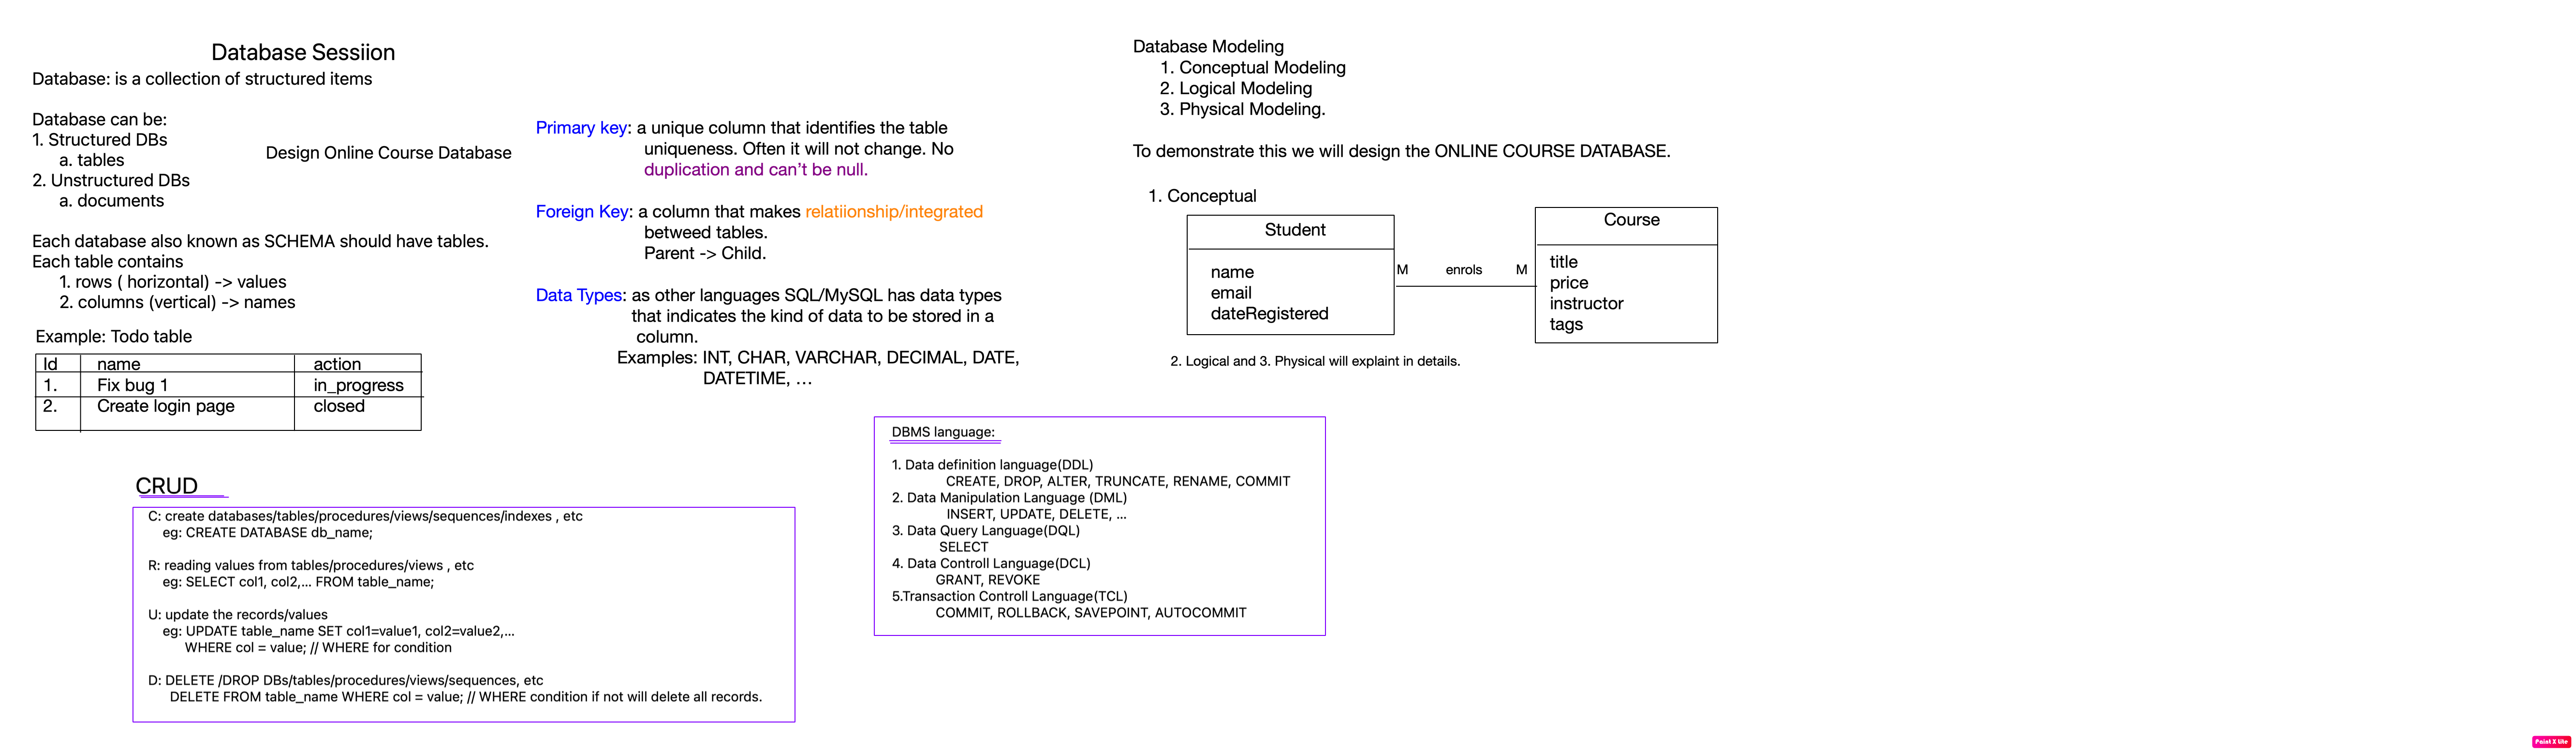 Database Sessiion
Database: is a collection of structured items
Database can be:
1. Structured DBs
a. tables
2. Unstructured DBs
a. documents
Design Online Course Database
Each database also known as SCHEMA should have tables.
Each table contains
1. rows ( horizontal) -> values
2. columns (vertical) -> names
Example: Todo table
Id name action
1. Fix bug 1 in_progress
2. Create login page closed
Primary key: a unique column that identifies the table
uniqueness. Often it will not change. No
duplication and can't be null.
Foreign Key: a column that makes relatiionship/integrated
betweed tables.
Parent -> Child.
Data Types: as other languages SQL/MySQL has data types
that indicates the kind of data to be stored in a
column.
Examples: INT, CHAR, VARCHAR, DECIMAL, DATE,
DATETIME, …
Database Modeling
1. Conceptual Modeling
2. Logical Modeling
3. Physical Modeling.
To demonstrate this we will design the ONLINE COURSE DATABASE.
1. Conceptual
Student
name
email
dateRegistered
M enrols M
Course
title
price
instructor
tags
2. Logical and 3. Physical will explaint in details.
CRUD
C: create databases/tables/procedures/views/sequences/indexes , etc
eg: CREATE DATABASE db_name;
R: reading values from tables/procedures/views , etc
eg: SELECT col1, col2,... FROM table_name;
U: update the records/values
eg: UPDATE table_name SET col1=value1, col2=value2,...
WHERE col = value; // WHERE for condition
D: DELETE /DROP DBs/tables/procedures/views/sequences, etc
DELETE FROM table_name WHERE col = value; // WHERE condition if not will delete all records.
DBMS language:
1. Data definition language(DDL)
CREATE, DROP, ALTER, TRUNCATE, RENAME, COMMIT
2. Data Manipulation Language (DML)
INSERT, UPDATE, DELETE, ...
3. Data Query Language(DQL)
SELECT
4. Data Controll Language(DCL)
GRANT, REVOKE
5.Transaction Controll Language(TCL)
COMMIT, ROLLBACK, SAVEPOINT, AUTOCOMMIT
Paint X Lite